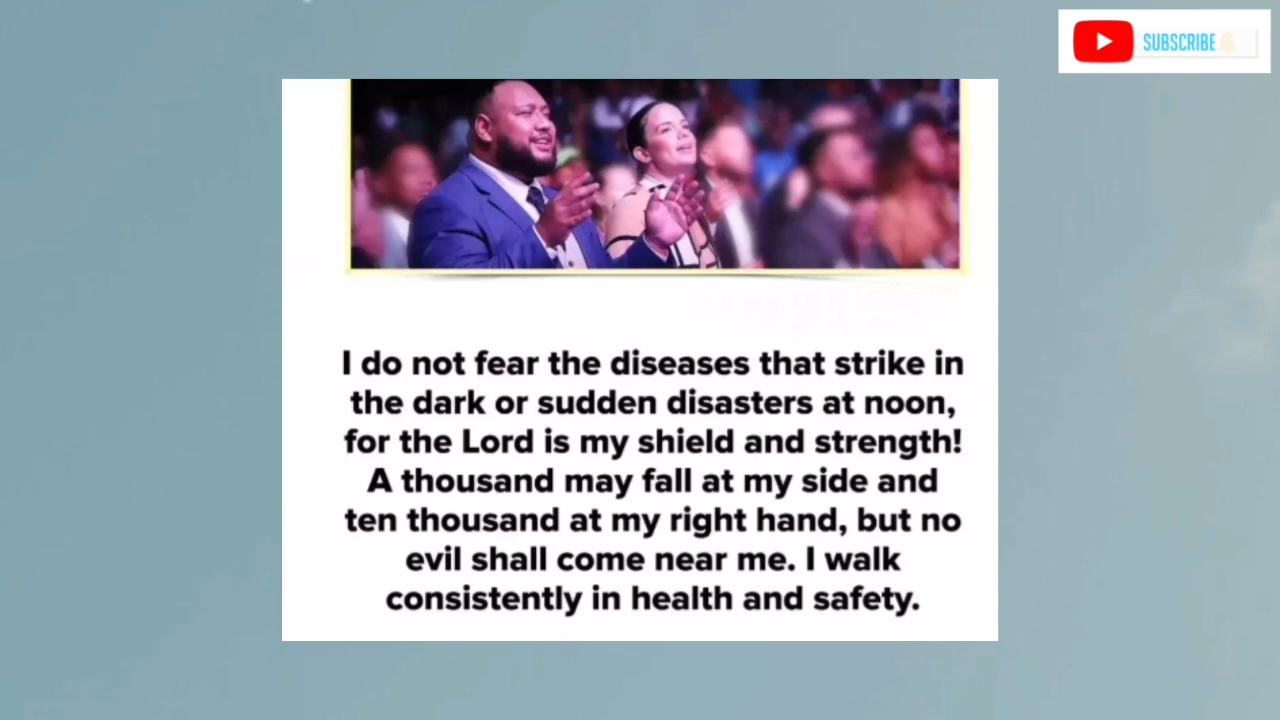 SUBSCRIBE
I do not fear the diseases that strike in
the dark or sudden disasters at noon,
for the Lord is my shield and strength!
A thousand may fall at my side and
ten thousand at my right hand, but no
evil shall come near me. I walk
consistently in health and safety.